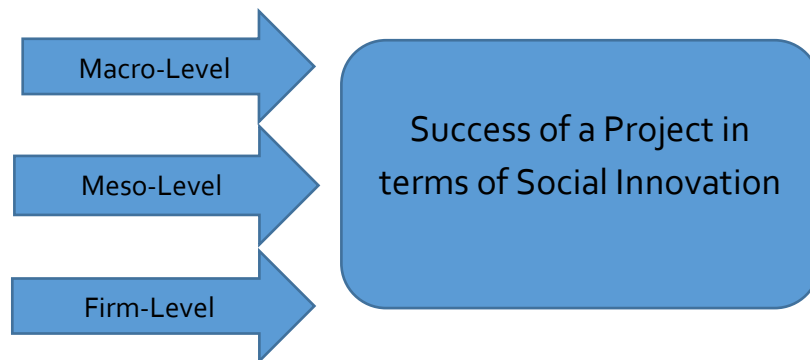 Macro-Level
Meso-Level
Firm-Level
Success of a Project in
terms of Social Innovation